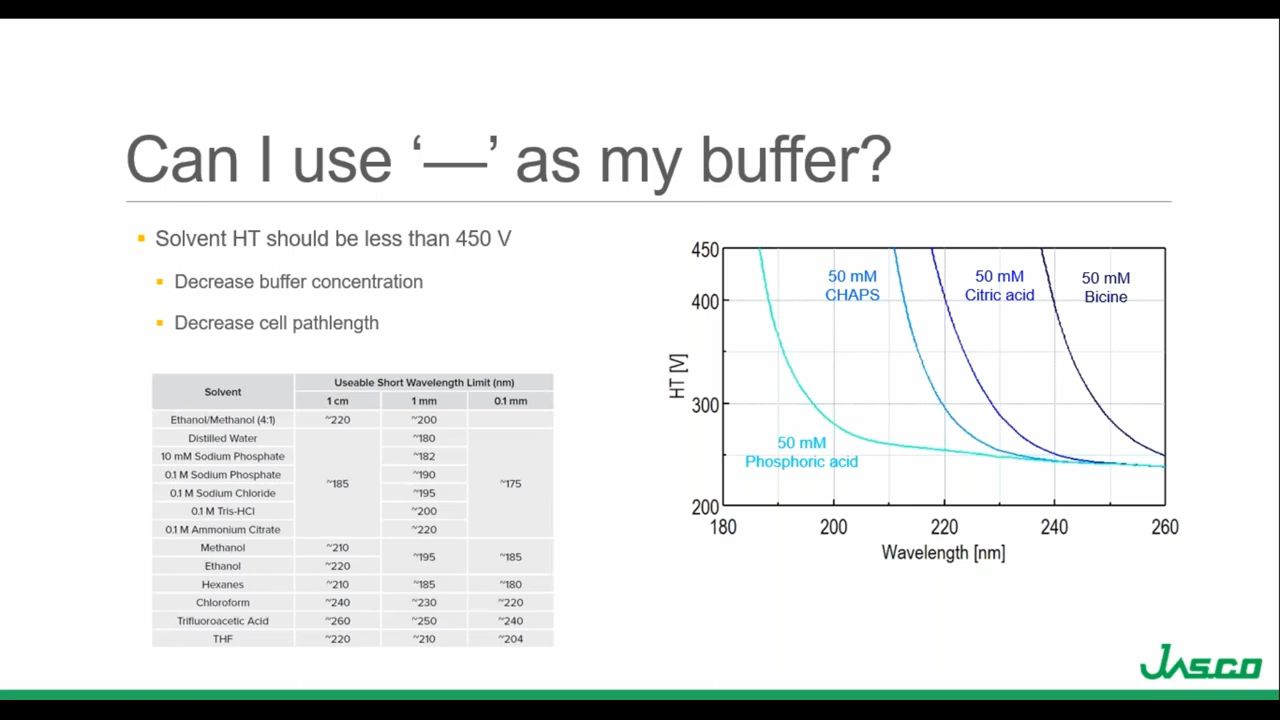 Can I use ‘—’ as my buffer?
Solvent HT should be less than 450 V
Decrease buffer concentration
Decrease cell pathlength
Solvent Useable Short Wavelength Limit (nm)
1 cm 1 mm 0.1 mm
Ethanol/Methanol (4:1) ~220 ~200
Distilled Water ~180
10 mM Sodium Phosphate ~182
0.1 M Sodium Phosphate ~190
~185 ~175
0.1 M Sodium Chloride ~195
0.1 M Tris-HCl ~200
0.1 M Ammonium Citrate ~220
Methanol ~210
~195 ~185
Ethanol ~220
Hexanes ~210 ~185 ~180
Chloroform ~240 ~230 ~220
Trifluoroacetic Acid ~260 ~250 ~240
THF ~220 ~210 ~204
450
400
300
200
HT [V]
50 mM
CHAPS
50 mM
Citric acid
50 mM
Bicine
50 mM
Phosphoric acid
180 200 220 240 260
Wavelength [nm]
JASCO